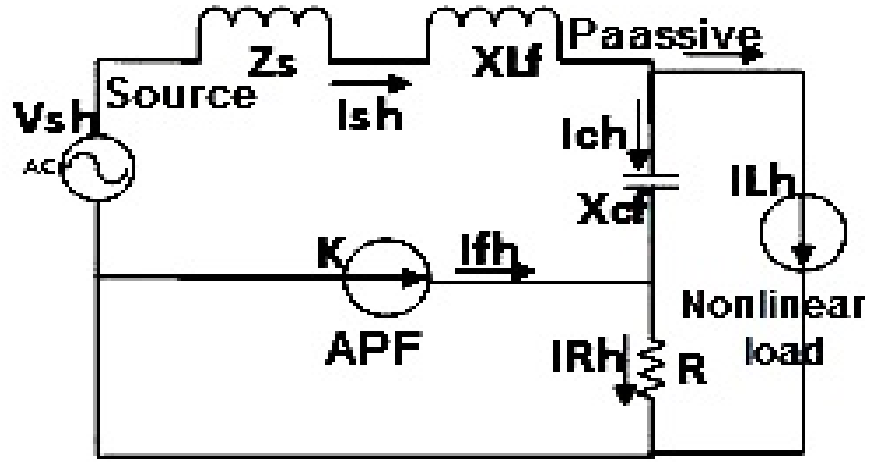 Paassive
Zs
XLf
Source
Ish
Vsh
AC
Ich
Xcf
ILh
K
Ifh
APF
Nonlinear
load
IRh
R